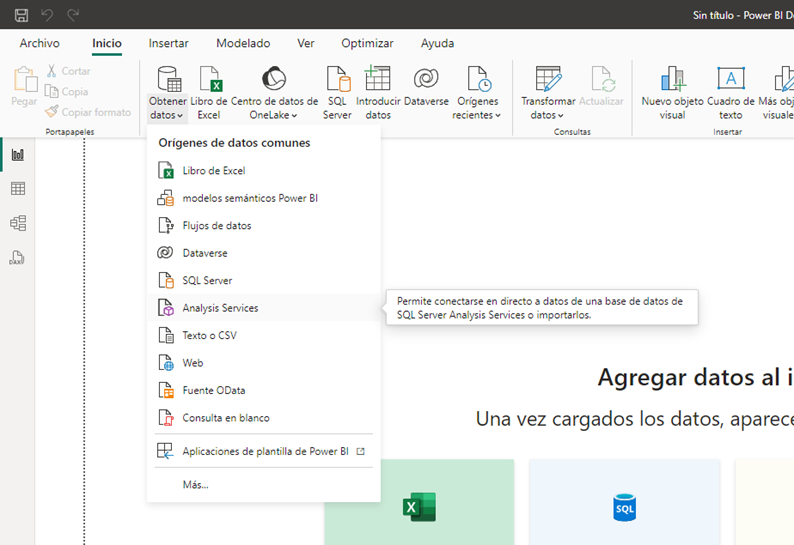 Sin título - Power BI D
Archivo
Inicio
Insertar
Modelado
Ver
Optimizar
Ayuda
Pegar
Cortar
Copia
Copiar formato
Portapapeles
Obtener
datos
Libro de
Excel
Centro de datos de
OneLake
SQL
Server
Introducir
datos
Dataverse
Orígenes
recientes
Transformar
datos
Actualizar
Consultas
Nuevo objeto
visual
Cuadro de
texto
Más obj
visuale
Insertar
Orígenes de datos comunes
Libro de Excel
modelos semánticos Power BI
Flujos de datos
Dataverse
SQL Server
Analysis Services
Texto o CSV
Web
Fuente OData
Consulta en blanco
Aplicaciones de plantilla de Power BI
Más...
Permite conectarse en directo a datos de una base de datos de
SQL Server Analysis Services o importarlos.
Agregar datos al i
Una vez cargados los datos, aparece
SQL